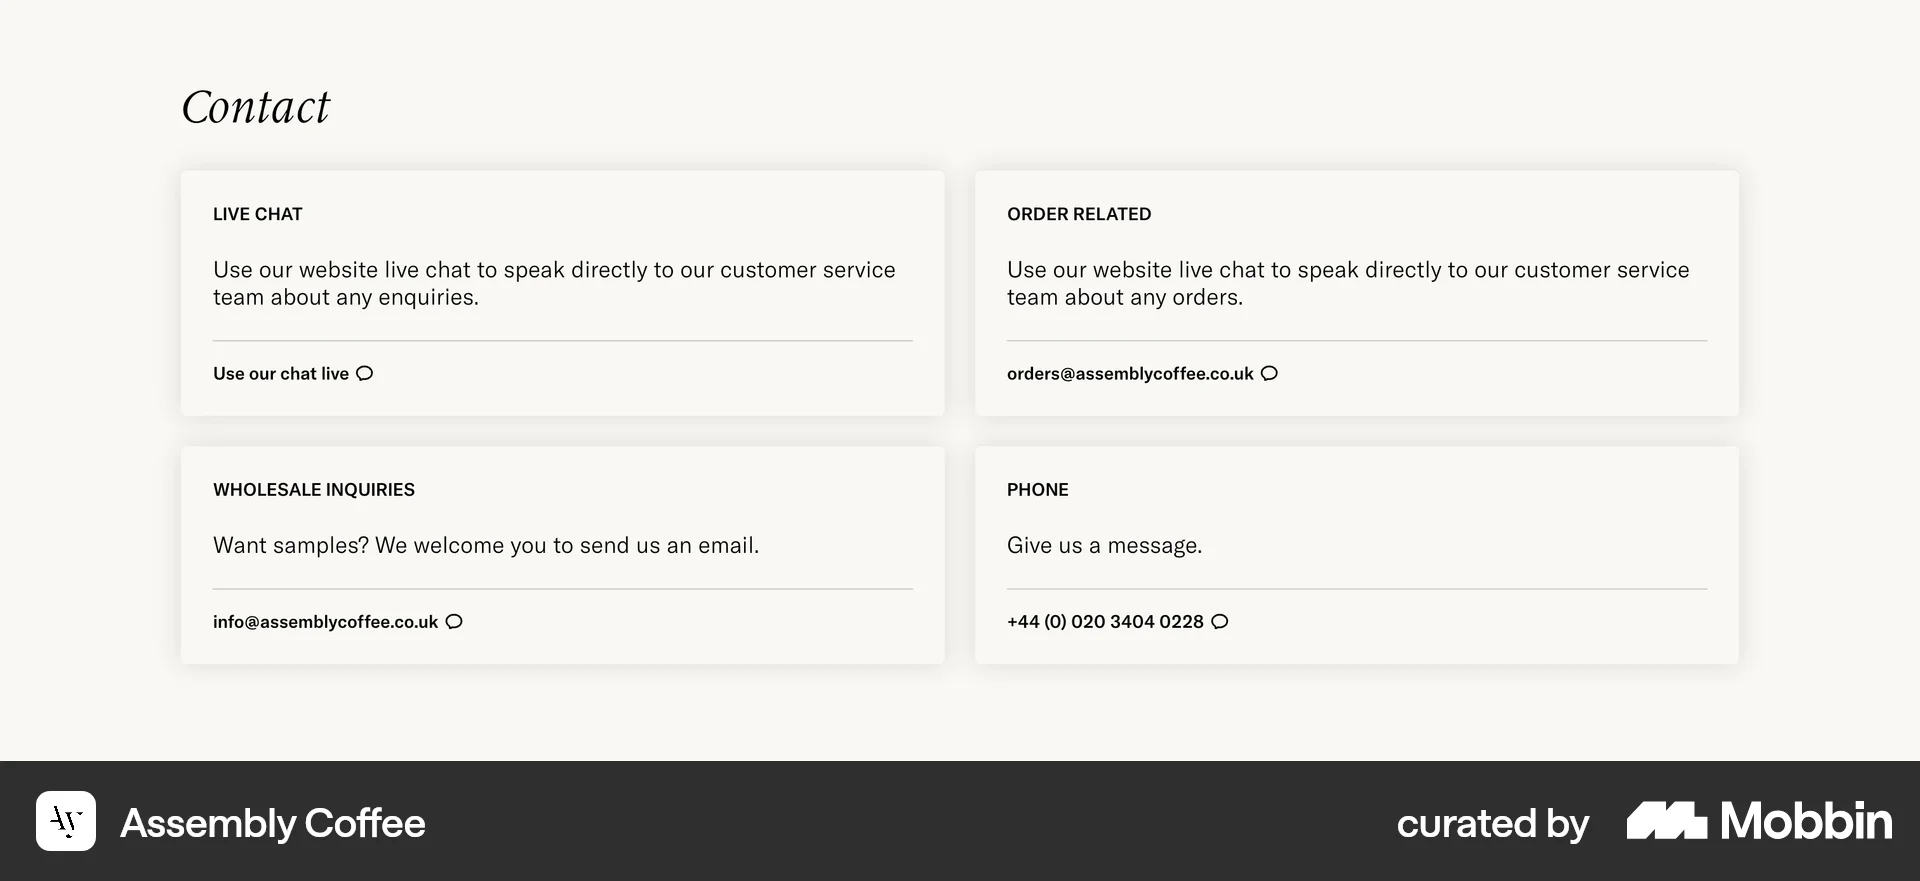 Contact
LIVE CHAT
Use our website live chat to speak directly to our customer service
team about any enquiries.
Use our chat live
ORDER RELATED
Use our website live chat to speak directly to our customer service
team about any orders.
orders@assemblycoffee.co.uk
WHOLESALE INQUIRIES
Want samples? We welcome you to send us an email.
info@assemblycoffee.co.uk
PHONE
Give us a message.
+44 (0) 020 3404 0228
Assembly Coffee
curated by Mobbin